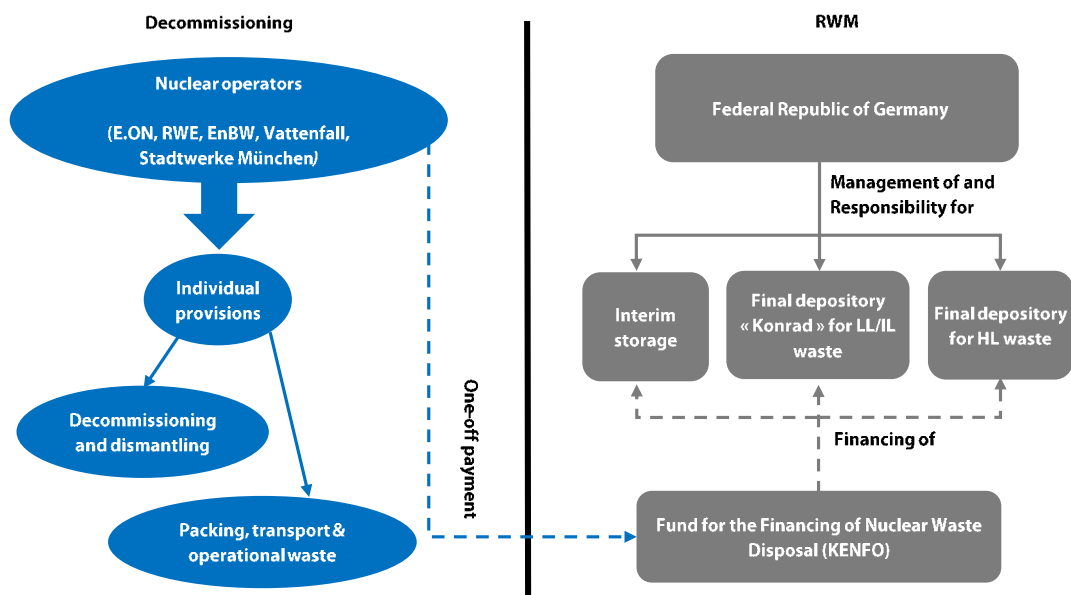 Decommissioning
Nuclear operators
(E.ON, RWE, EnBW, Vattenfall,
Stadtwerke München)
Individual
provisions
Decommissioning
and dismantling
Packing, transport &
operational waste
One-off payment
RWM
Federal Republic of Germany
Management of and
Responsibility for
Interim
storage
Final depository
« Konrad » for LL/IL
waste
Final depository
for HL waste
Financing of
Fund for the Financing of Nuclear Waste
Disposal (KENFO)